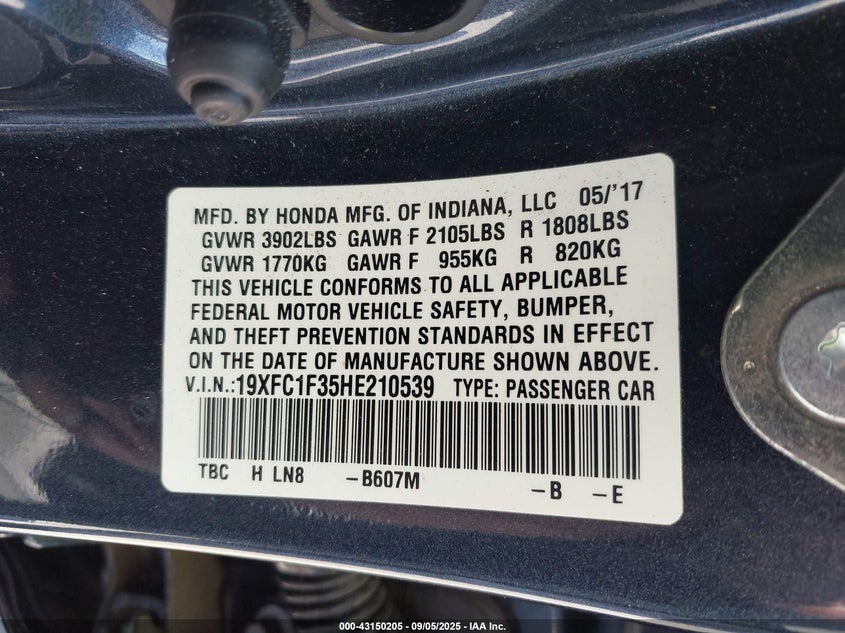 MFD. BY HONDA MFG. OF INDIANA, LLC 05/'17
GVWR 3902LBS GAWR F 2105LBS R 1808LBS
GVWR 1770KG GAWR F 955KG R 820KG
THIS VEHICLE CONFORMS TO ALL APPLICABLE
FEDERAL MOTOR VEHICLE SAFETY, BUMPER,
AND THEFT PREVENTION STANDARDS IN EFFECT
ON THE DATE OF MANUFACTURE SHOWN ABOVE.
V.I.N.:19XFC1F35HE210539 TYPE: PASSENGER CAR
TBC H LN8 -B607M -B -E
000-43150205 - 09/05/2025 - IAA Inc.